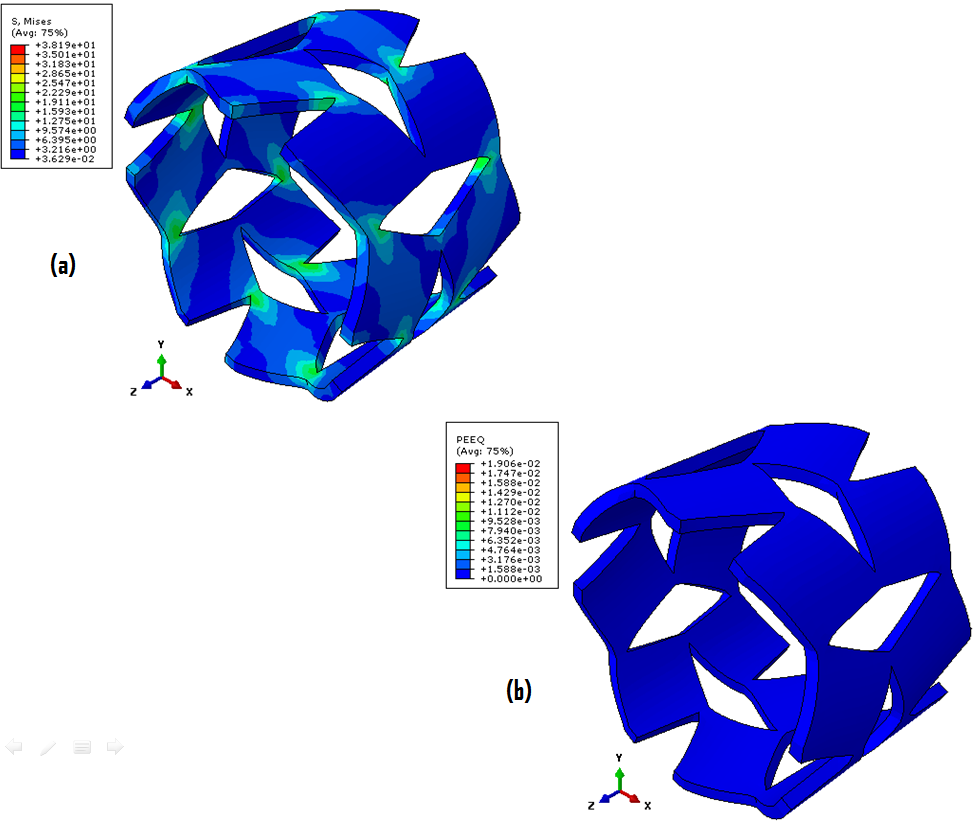 S, Mises
(Avg: 75%)
+3.819e+01
+3.501e+01
+3.183e+01
+2.865e+01
+2.547e+01
+2.229e+01
+1.911e+01
+1.593e+01
+1.275e+01
+9.574e+00
+6.395e+00
+3.216e+00
+3.629e-02
(a)
Y
Z
X
PEEQ
(Avg: 75%)
+1.906e-02
+1.747e-02
+1.588e-02
+1.429e-02
+1.270e-02
+1.112e-02
+9.528e-03
+7.940e-03
+6.352e-03
+4.764e-03
+3.176e-03
+1.588e-03
+0.000e+00
(b)
Y
Z
X